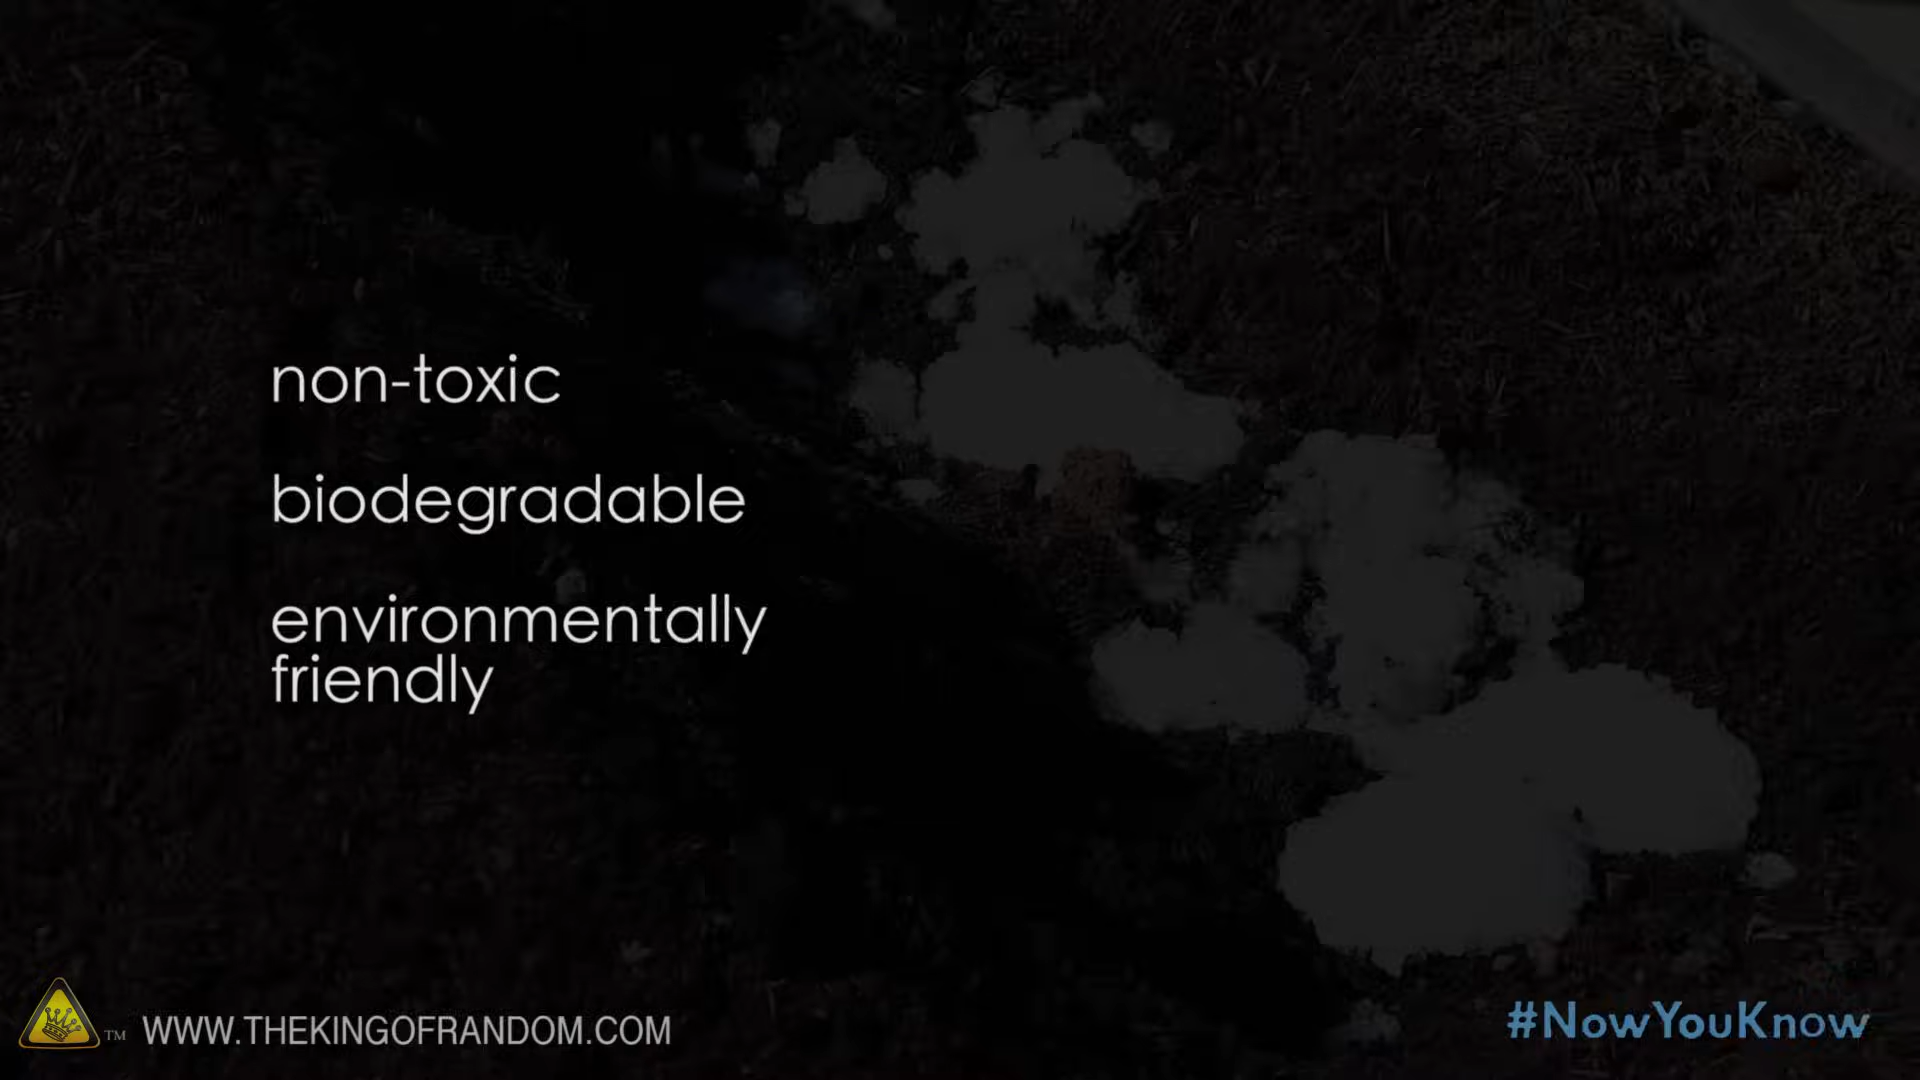 non-toxic
biodegradable
environmentally
friendly
TM WWW.THEKINGOFRANDOM.COM
#NowYouKnow